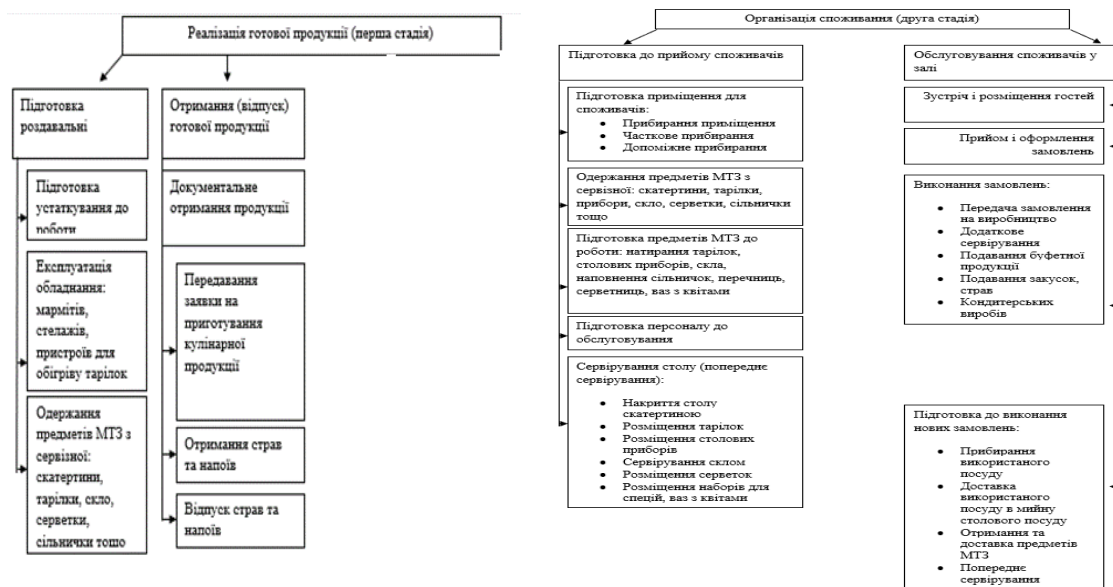 Реалізація готової продукції (перша стадія)
Підготовка
роздавальні
Підготовка
устаткування до
роботи
Експлуатація
обладнання:
мармітів,
стелажів,
пристроїв для
обігріву тарілок
Одержання
предметів МТЗ з
сервізної:
скатертини,
тарілки, скло,
серветки,
сільнички тощо
Отримання (відпуск)
готової продукції
Документальне
отримання продукції
Передавання
заявки на
приготування
кулінарної
продукції
Отримання страв
та напоїв
Відпуск страв та
напоїв
Організація споживання (друга стадія)
Підготовка до прийому споживачів
Підготовка приміщення для
споживачів:
• Прибирання приміщення
• Часткове прибирання
• Допоміжне прибирання
Одержання предметів МТЗ з
сервізної: скатертини, тарілки,
прибори, скло, серветки, сільнички
тощо
Підготовка предметів МТЗ до
роботи: натирання тарілок,
столових приборів, скла,
наповнення сільничок, перечниць,
серветниць, ваз з квітами
Підготовка персоналу до
обслуговування
Сервірування столу (попереднє
сервірування):
• Накриття столу
скатертиною
• Розміщення тарілок
• Розміщення столових
приборів
• Сервірування склом
• Розміщення серветок
• Розміщення наборів для
спецій, ваз з квітами
Обслуговування споживачів у
залі
Зустріч і розміщення гостей
Прийом і оформлення
замовлень
Виконання замовлень:
• Передача замовлення
на виробництво
• Додаткове
сервірування
• Подавання буфетної
продукції
• Подавання закусок,
страв
• Кондитерських
виробів
Підготовка до виконання
нових замовлень:
• Прибирання
використаного
посуду
• Доставка
використаного
посуду в мийну
столового посуду
• Отримання та
доставка предметів
МТЗ
• Попереднє
сервірування